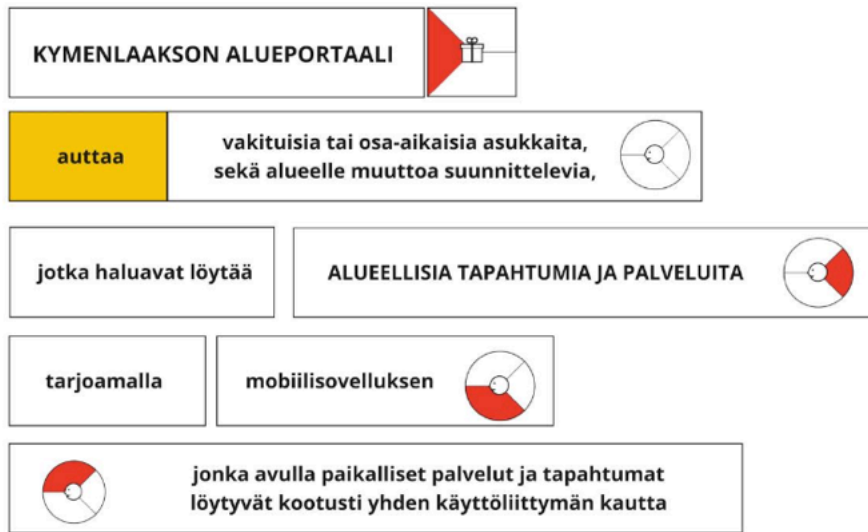 KYMENLAAKSON ALUEPORTAALI
auttaa
vakituisia tai osa-aikaisia asukkaita,
sekä alueelle muuttoa suunnittelevia,
jotka haluavat löytää
ALUEELLISIA TAPAHTUMIA JA PALVELUITA
tarjoamalla
mobiilisovelluksen
jonka avulla paikalliset palvelut ja tapahtumat
löytyvät kootusti yhden käyttöliittymän kautta